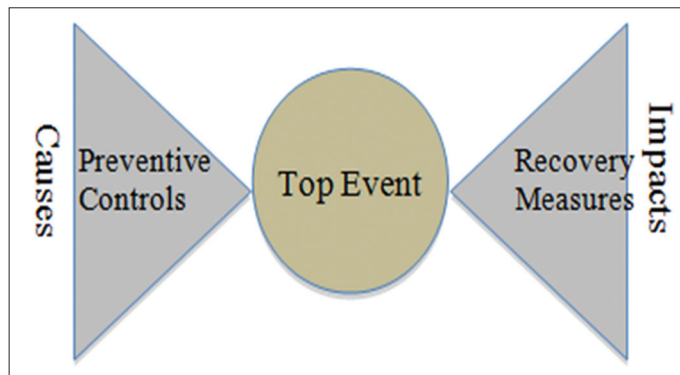 Causes
Preventive
Controls
Top Event
Recovery
Measures
Impacts